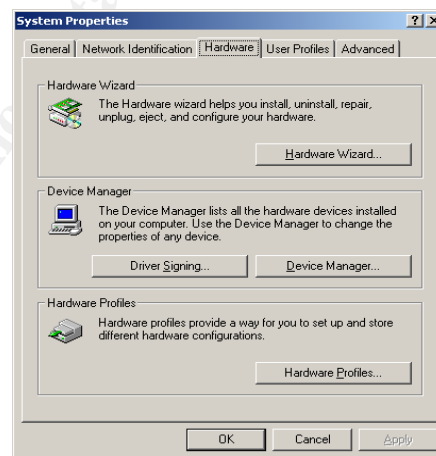 System Properties
General Network Identification Hardware User Profiles Advanced
Hardware Wizard
The Hardware wizard helps you install, uninstall, repair,
unplug, eject, and configure your hardware.
Hardware Wizard...
Device Manager
The Device Manager lists all the hardware devices installed
on your computer. Use the Device Manager to change the
properties of any device.
Driver Signing... Device Manager...
Hardware Profiles
Hardware profiles provide a way for you to set up and store
different hardware configurations.
Hardware Profiles...
OK Cancel Apply